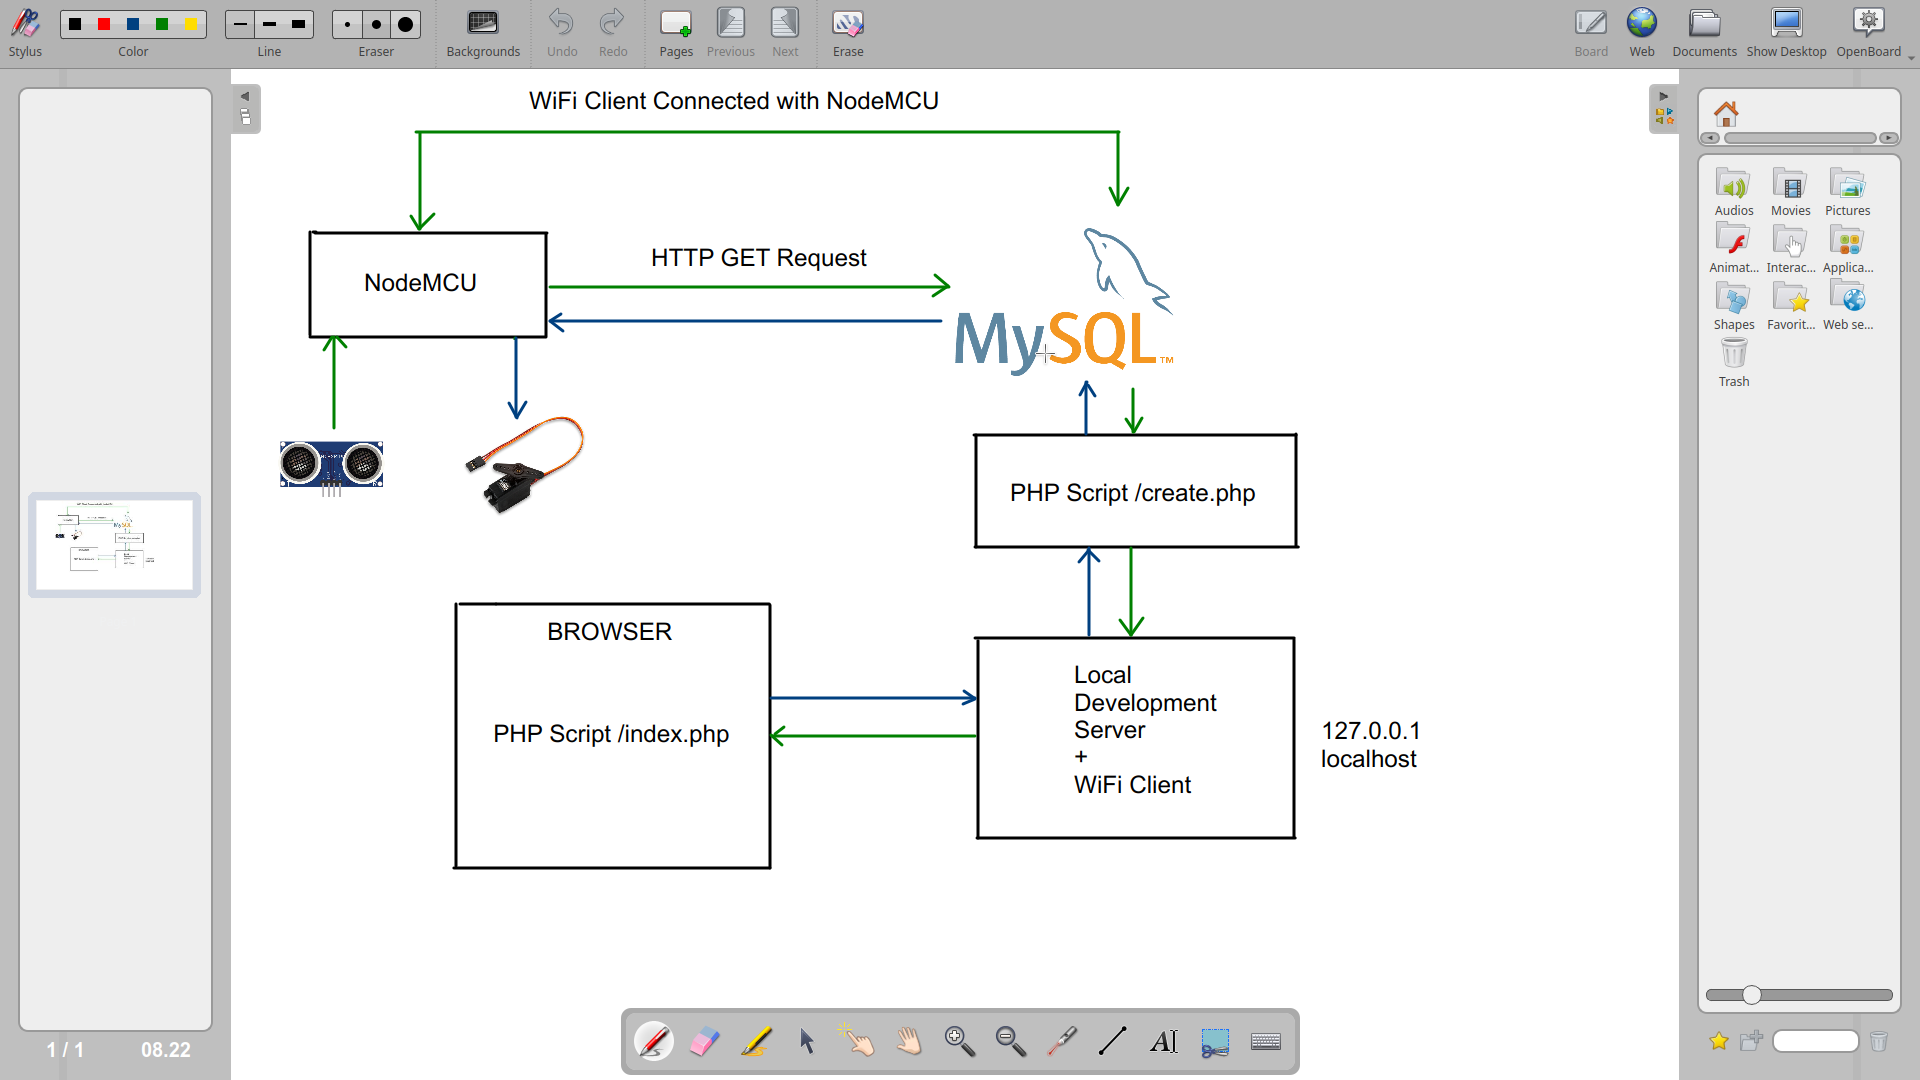 Stylus
Color
Line
Eraser
Backgrounds
Undo
Redo
Pages
Previous
Next
Erase
Board
Web
Documents
Show Desktop
OpenBoard
WiFi Client Connected with NodeMCU
NodeMCU
HTTP GET Request
MySQL™
PHP Script /create.php
BROWSER
PHP Script /index.php
Local
Development
Server
+
WiFi Client
127.0.0.1
localhost
Audios
Movies
Pictures
Animat...
Interac...
Applica...
Shapes
Favorit...
Web se...
Trash
1 / 1
08.22
AI